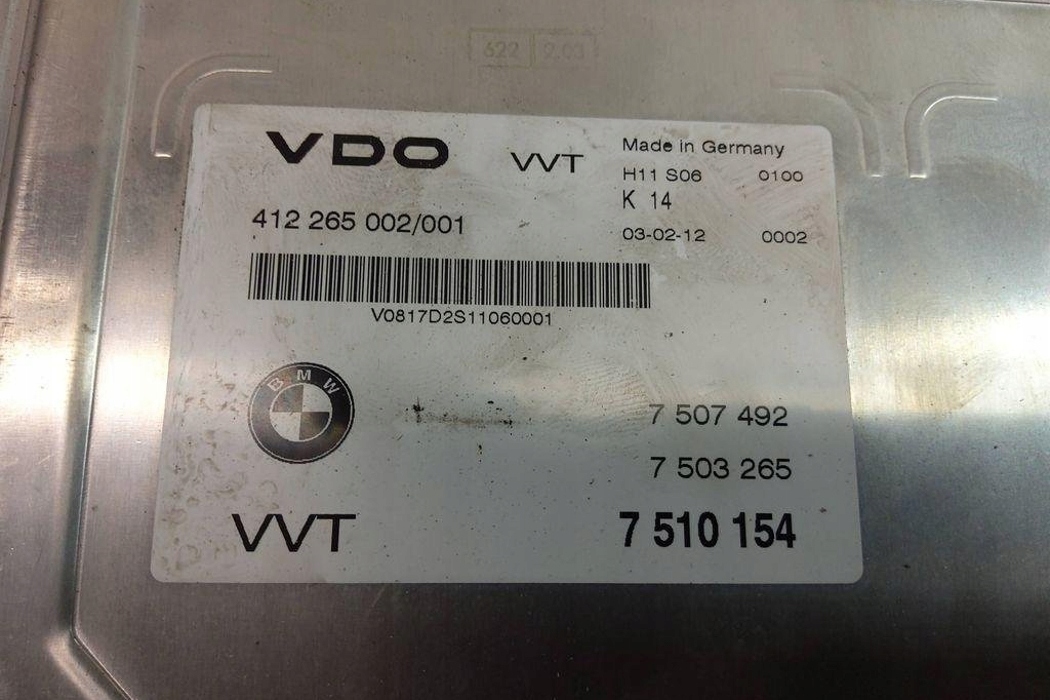 622 2.03
VDO VVT
Made in Germany
H11 S06 0100
K 14
412 265 002/001
03-02-12 0002
V0817D2S11060001
BMW
7 507 492
7 503 265
VVT 7 510 154